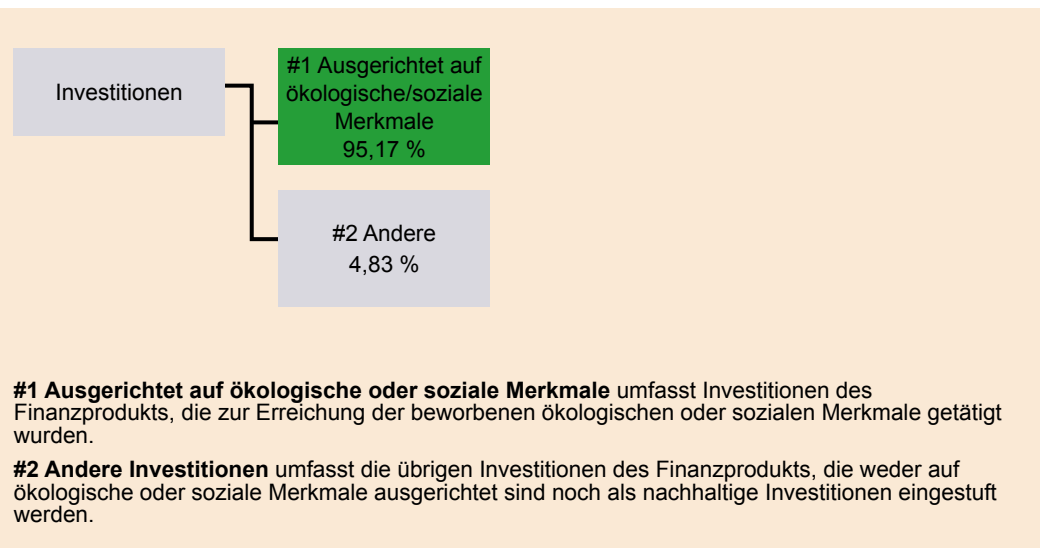 Investitionen
#1 Ausgerichtet auf
ökologische/soziale
Merkmale
95,17 %
#2 Andere
4,83 %
#1 Ausgerichtet auf ökologische oder soziale Merkmale umfasst Investitionen des
Finanzprodukts, die zur Erreichung der beworbenen ökologischen oder sozialen Merkmale getätigt
wurden.
#2 Andere Investitionen umfasst die übrigen Investitionen des Finanzprodukts, die weder auf
ökologische oder soziale Merkmale ausgerichtet sind noch als nachhaltige Investitionen eingestuft
werden.